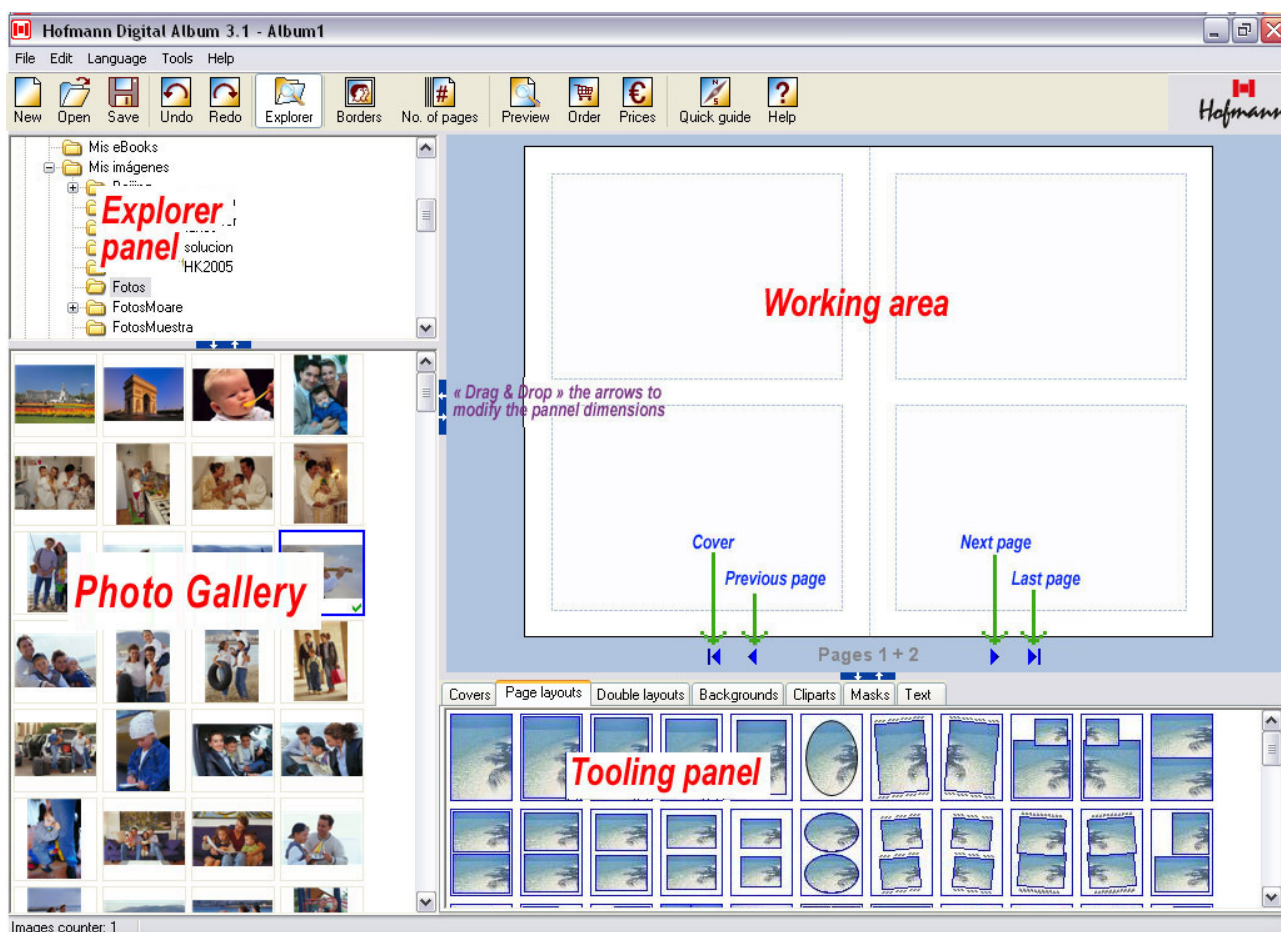 Hofmann Digital Album 3.1 - Album1
File Edit Language Tools Help
New Open Save Undo Redo Explorer Borders No. of pages Preview Order Prices Quick guide Help
Hofmann
Mis eBooks
Mis imágenes
Explorer
panel
solucion
HK2005
Fotos
FotosMoare
FotosMuestra
Working area
« Drag & Drop » the arrows to
modify the pannel dimensions
Photo Gallery
Cover
Next page
Previous page
Last page
Pages 1 + 2
Covers Page layouts Double layouts Backgrounds Cliparts Masks Text
Tooling panel
Images counter: 1